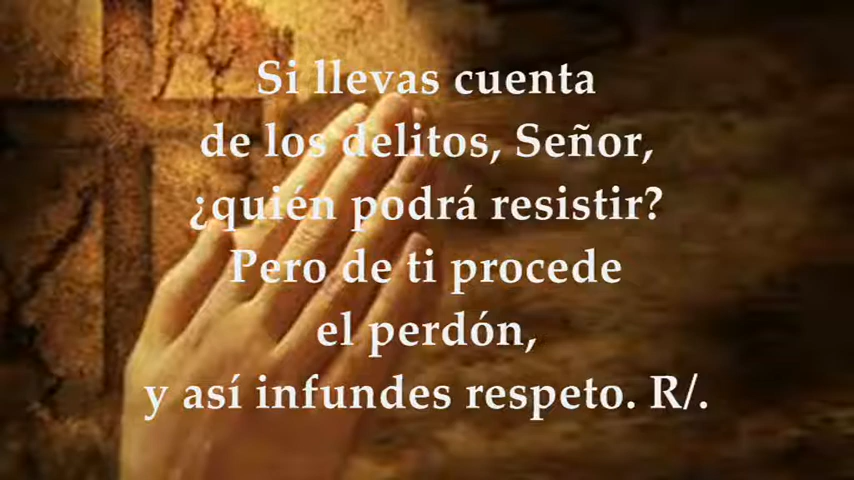 Si llevas cuenta
de los delitos, Señor,
¿quién podrá resistir?
Pero de ti procede
el perdón,
y así infundes respeto. R/.